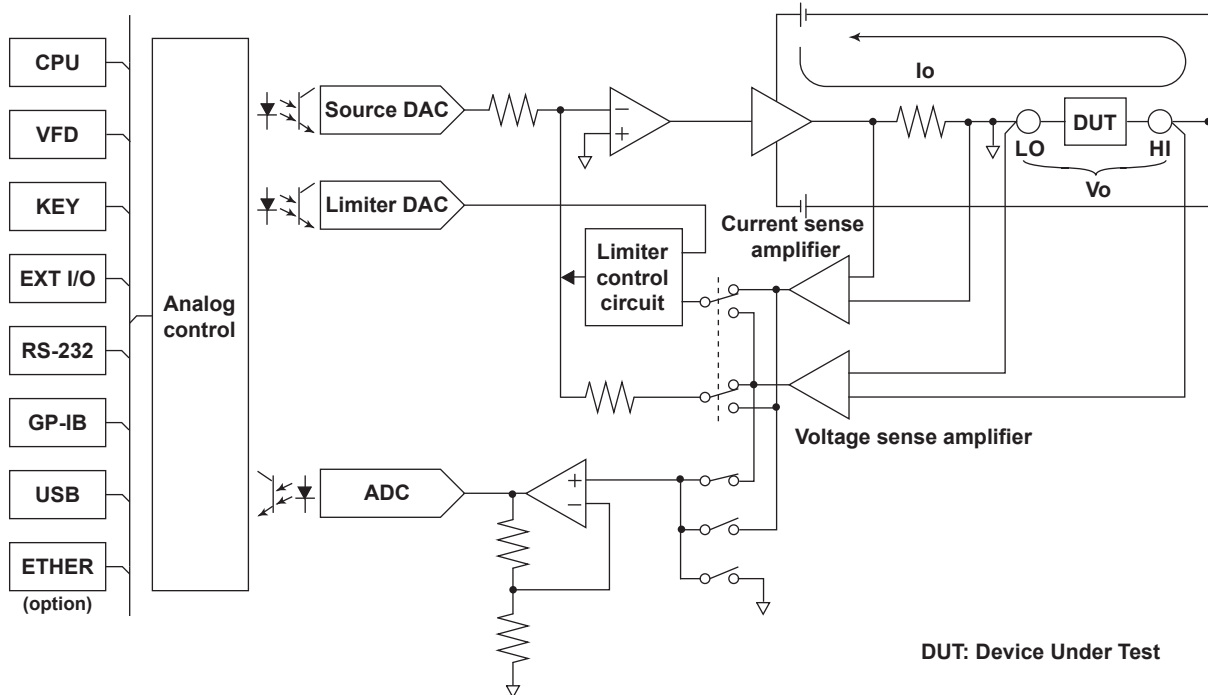 CPU
VFD
KEY
EXT I/O
RS-232
GP-IB
USB
ETHER
(option)
Analog
control
Source DAC
Limiter DAC
ADC
−
+
Io
LO
DUT
HI
Vo
Current sense
amplifier
Limiter
control
circuit
Voltage sense amplifier
+
−
DUT: Device Under Test